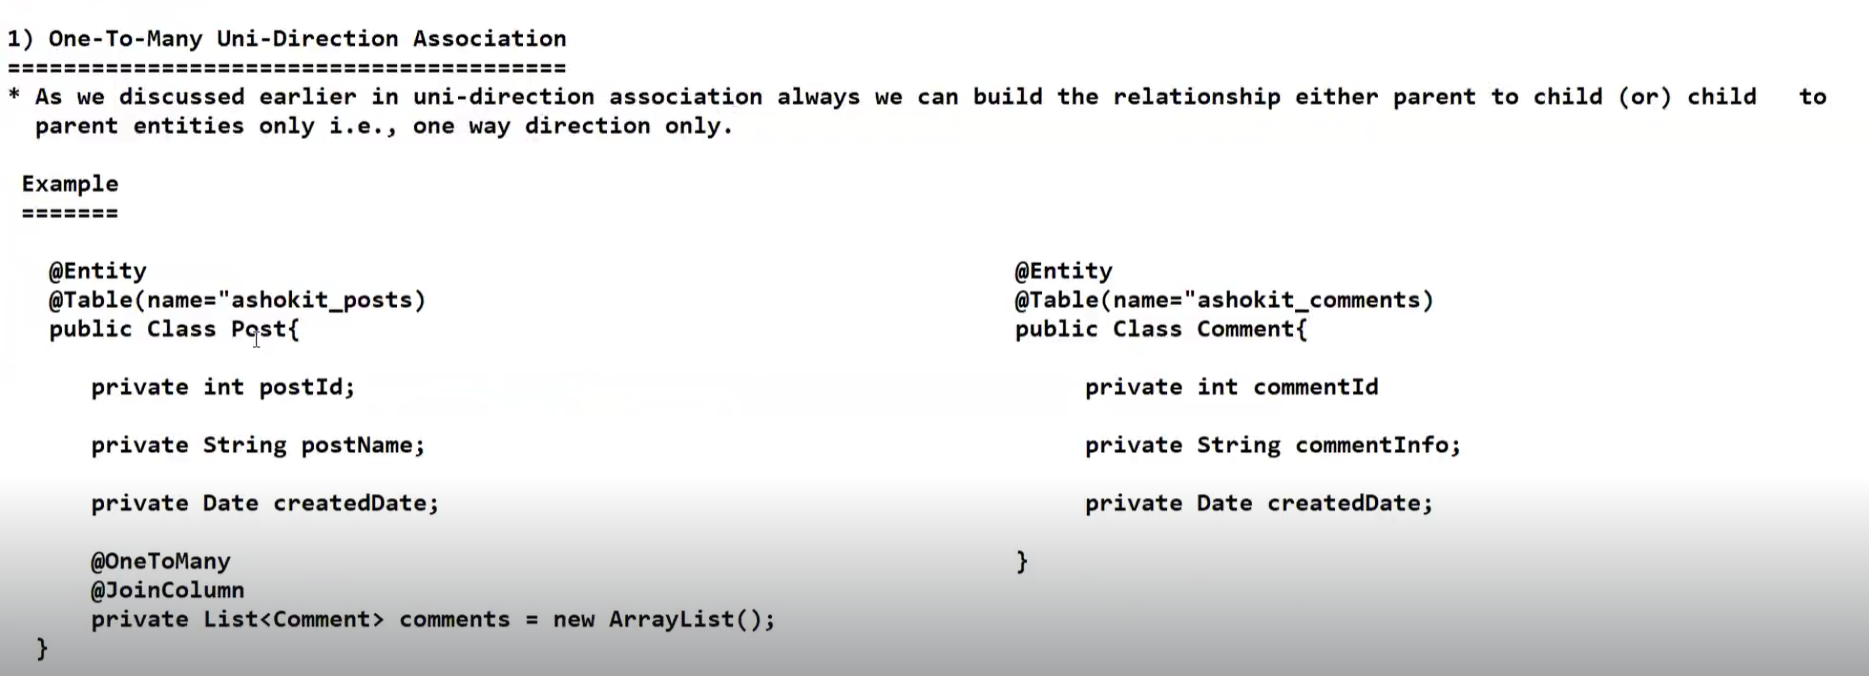 1) One-To-Many Uni-Direction Association
========================================
* As we discussed earlier in uni-direction association always we can build the relationship either parent to child (or) child   to
parent entities only i.e., one way direction only.
Example
=======
@Entity
@Table(name="ashokit_posts)
public Class Post{
private int postId;
private String postName;
private Date createdDate;
@OneToMany
@JoinColumn
private List<Comment> comments = new ArrayList();
}
@Entity
@Table(name="ashokit_comments)
public Class Comment{
private int commentId
private String commentInfo;
private Date createdDate;
}